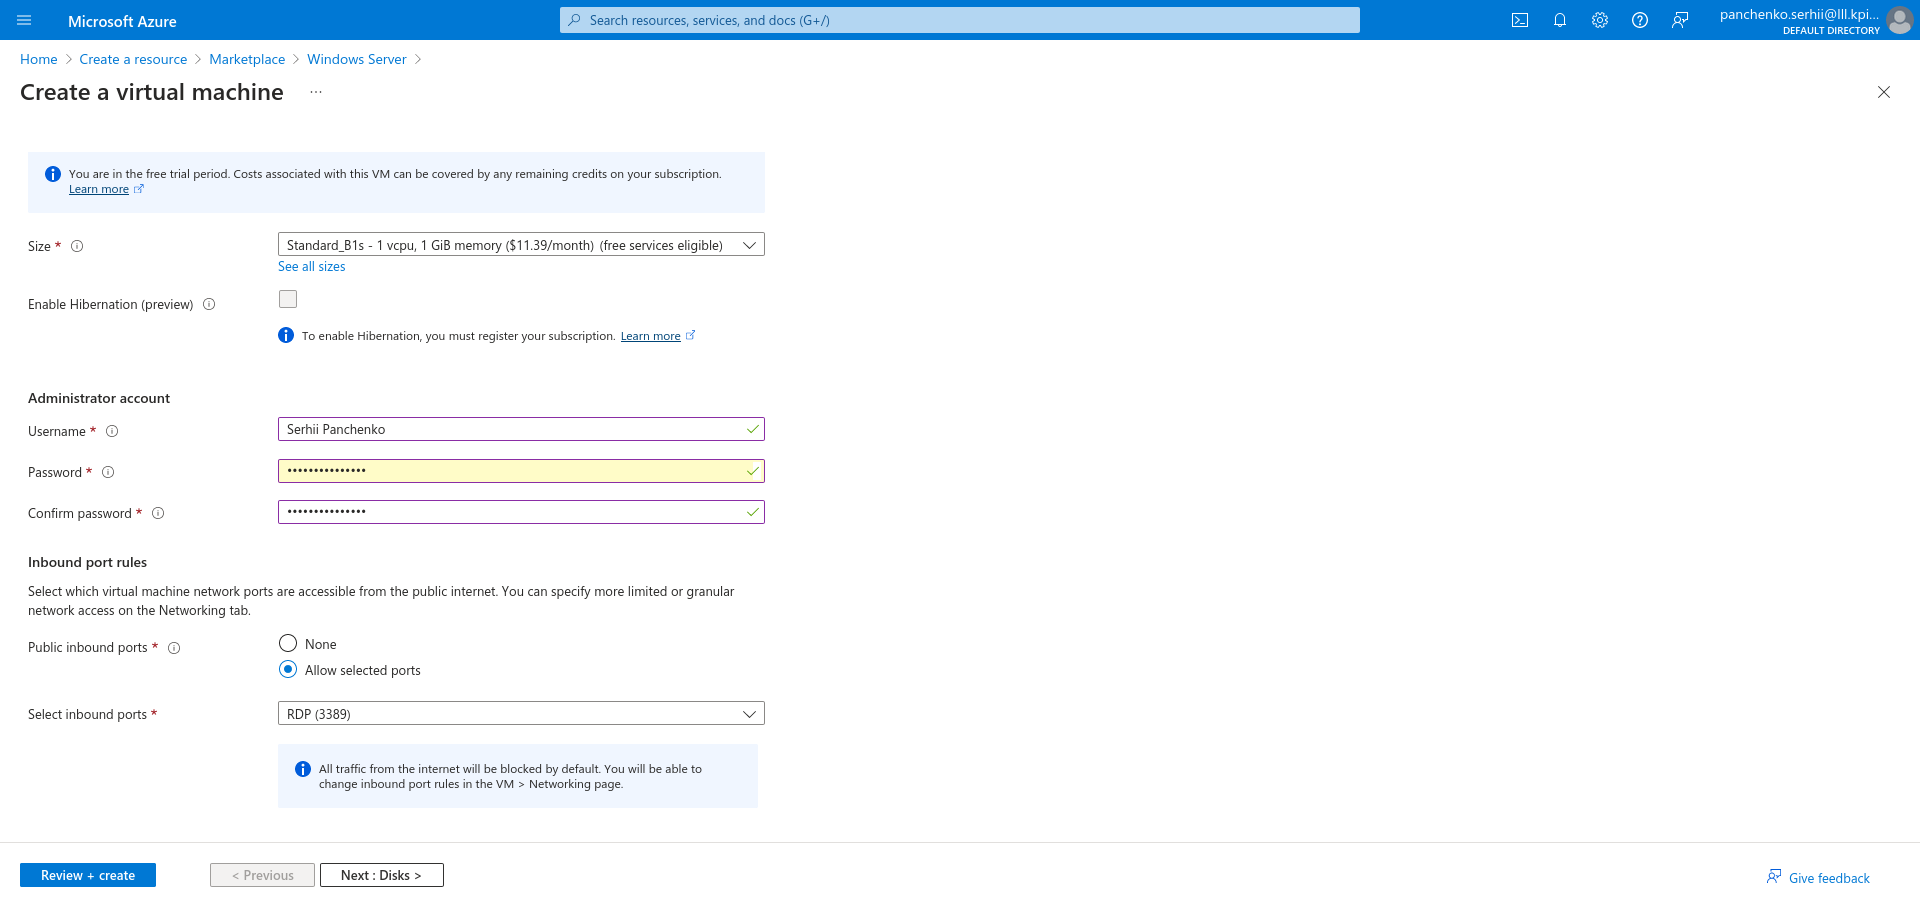 Microsoft Azure
Search resources, services, and docs (G+/)
panchenko.serhii@lll.kpi...
DEFAULT DIRECTORY
Home > Create a resource > Marketplace > Windows Server >
Create a virtual machine ...
You are in the free trial period. Costs associated with this VM can be covered by any remaining credits on your subscription.
Learn more
Size *
Standard_B1s - 1 vcpu, 1 GiB memory ($11.39/month) (free services eligible)
See all sizes
Enable Hibernation (preview)
To enable Hibernation, you must register your subscription. Learn more
Administrator account
Username *
Serhii Panchenko
Password *
•••••••••••••••
Confirm password *
•••••••••••••••
Inbound port rules
Select which virtual machine network ports are accessible from the public internet. You can specify more limited or granular
network access on the Networking tab.
Public inbound ports *
None
Allow selected ports
Select inbound ports *
RDP (3389)
All traffic from the internet will be blocked by default. You will be able to
change inbound port rules in the VM > Networking page.
Review + create
< Previous
Next : Disks >
Give feedback